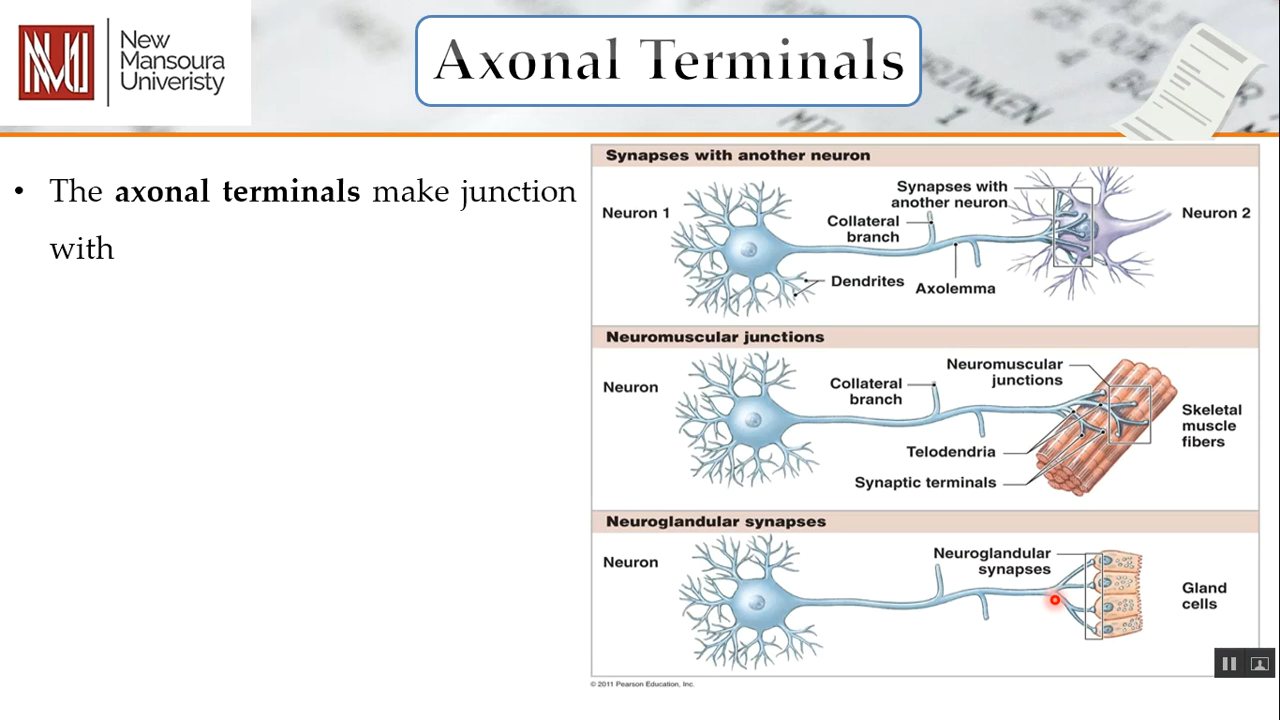 New
Mansoura
Univeristy
Axonal Terminals
• The axonal terminals make junction
with
Synapses with another neuron
Neuron 1
Synapses with
another neuron
Collateral
branch
Neuron 2
Dendrites
Axolemma
Neuromuscular junctions
Neuron
Collateral
branch
Neuromuscular
junctions
Skeletal
muscle
fibers
Telodendria
Synaptic terminals
Neuroglandular synapses
Neuron
Neuroglandular
synapses
Gland
cells
© 2011 Pearson Education, Inc.